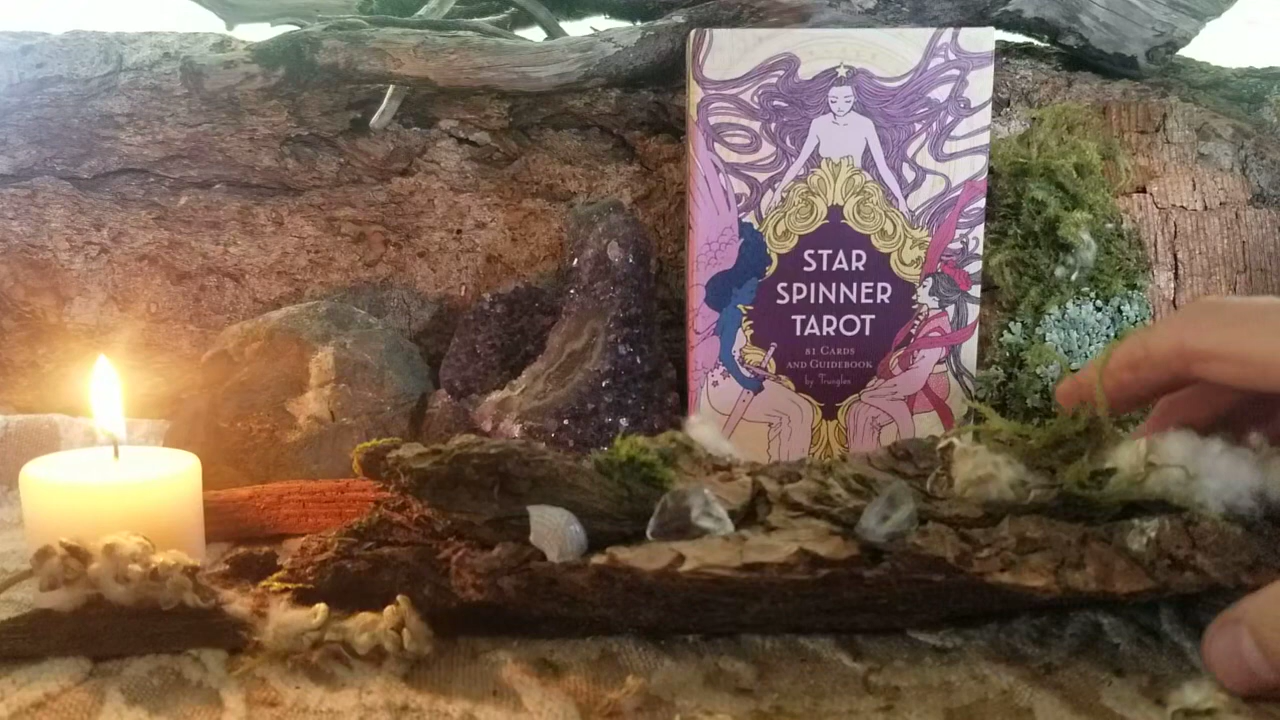 STAR
SPINNER
TAROT
81 CARDS
AND GUIDEBOOK
by Trungles